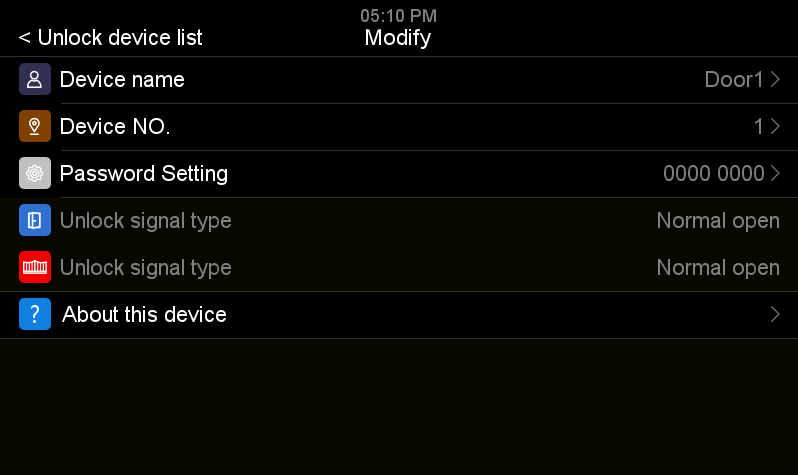 05:10 PM
< Unlock device list Modify
Device name Door1 >
Device NO. 1 >
Password Setting 0000 0000 >
Unlock signal type Normal open
Unlock signal type Normal open
? About this device >